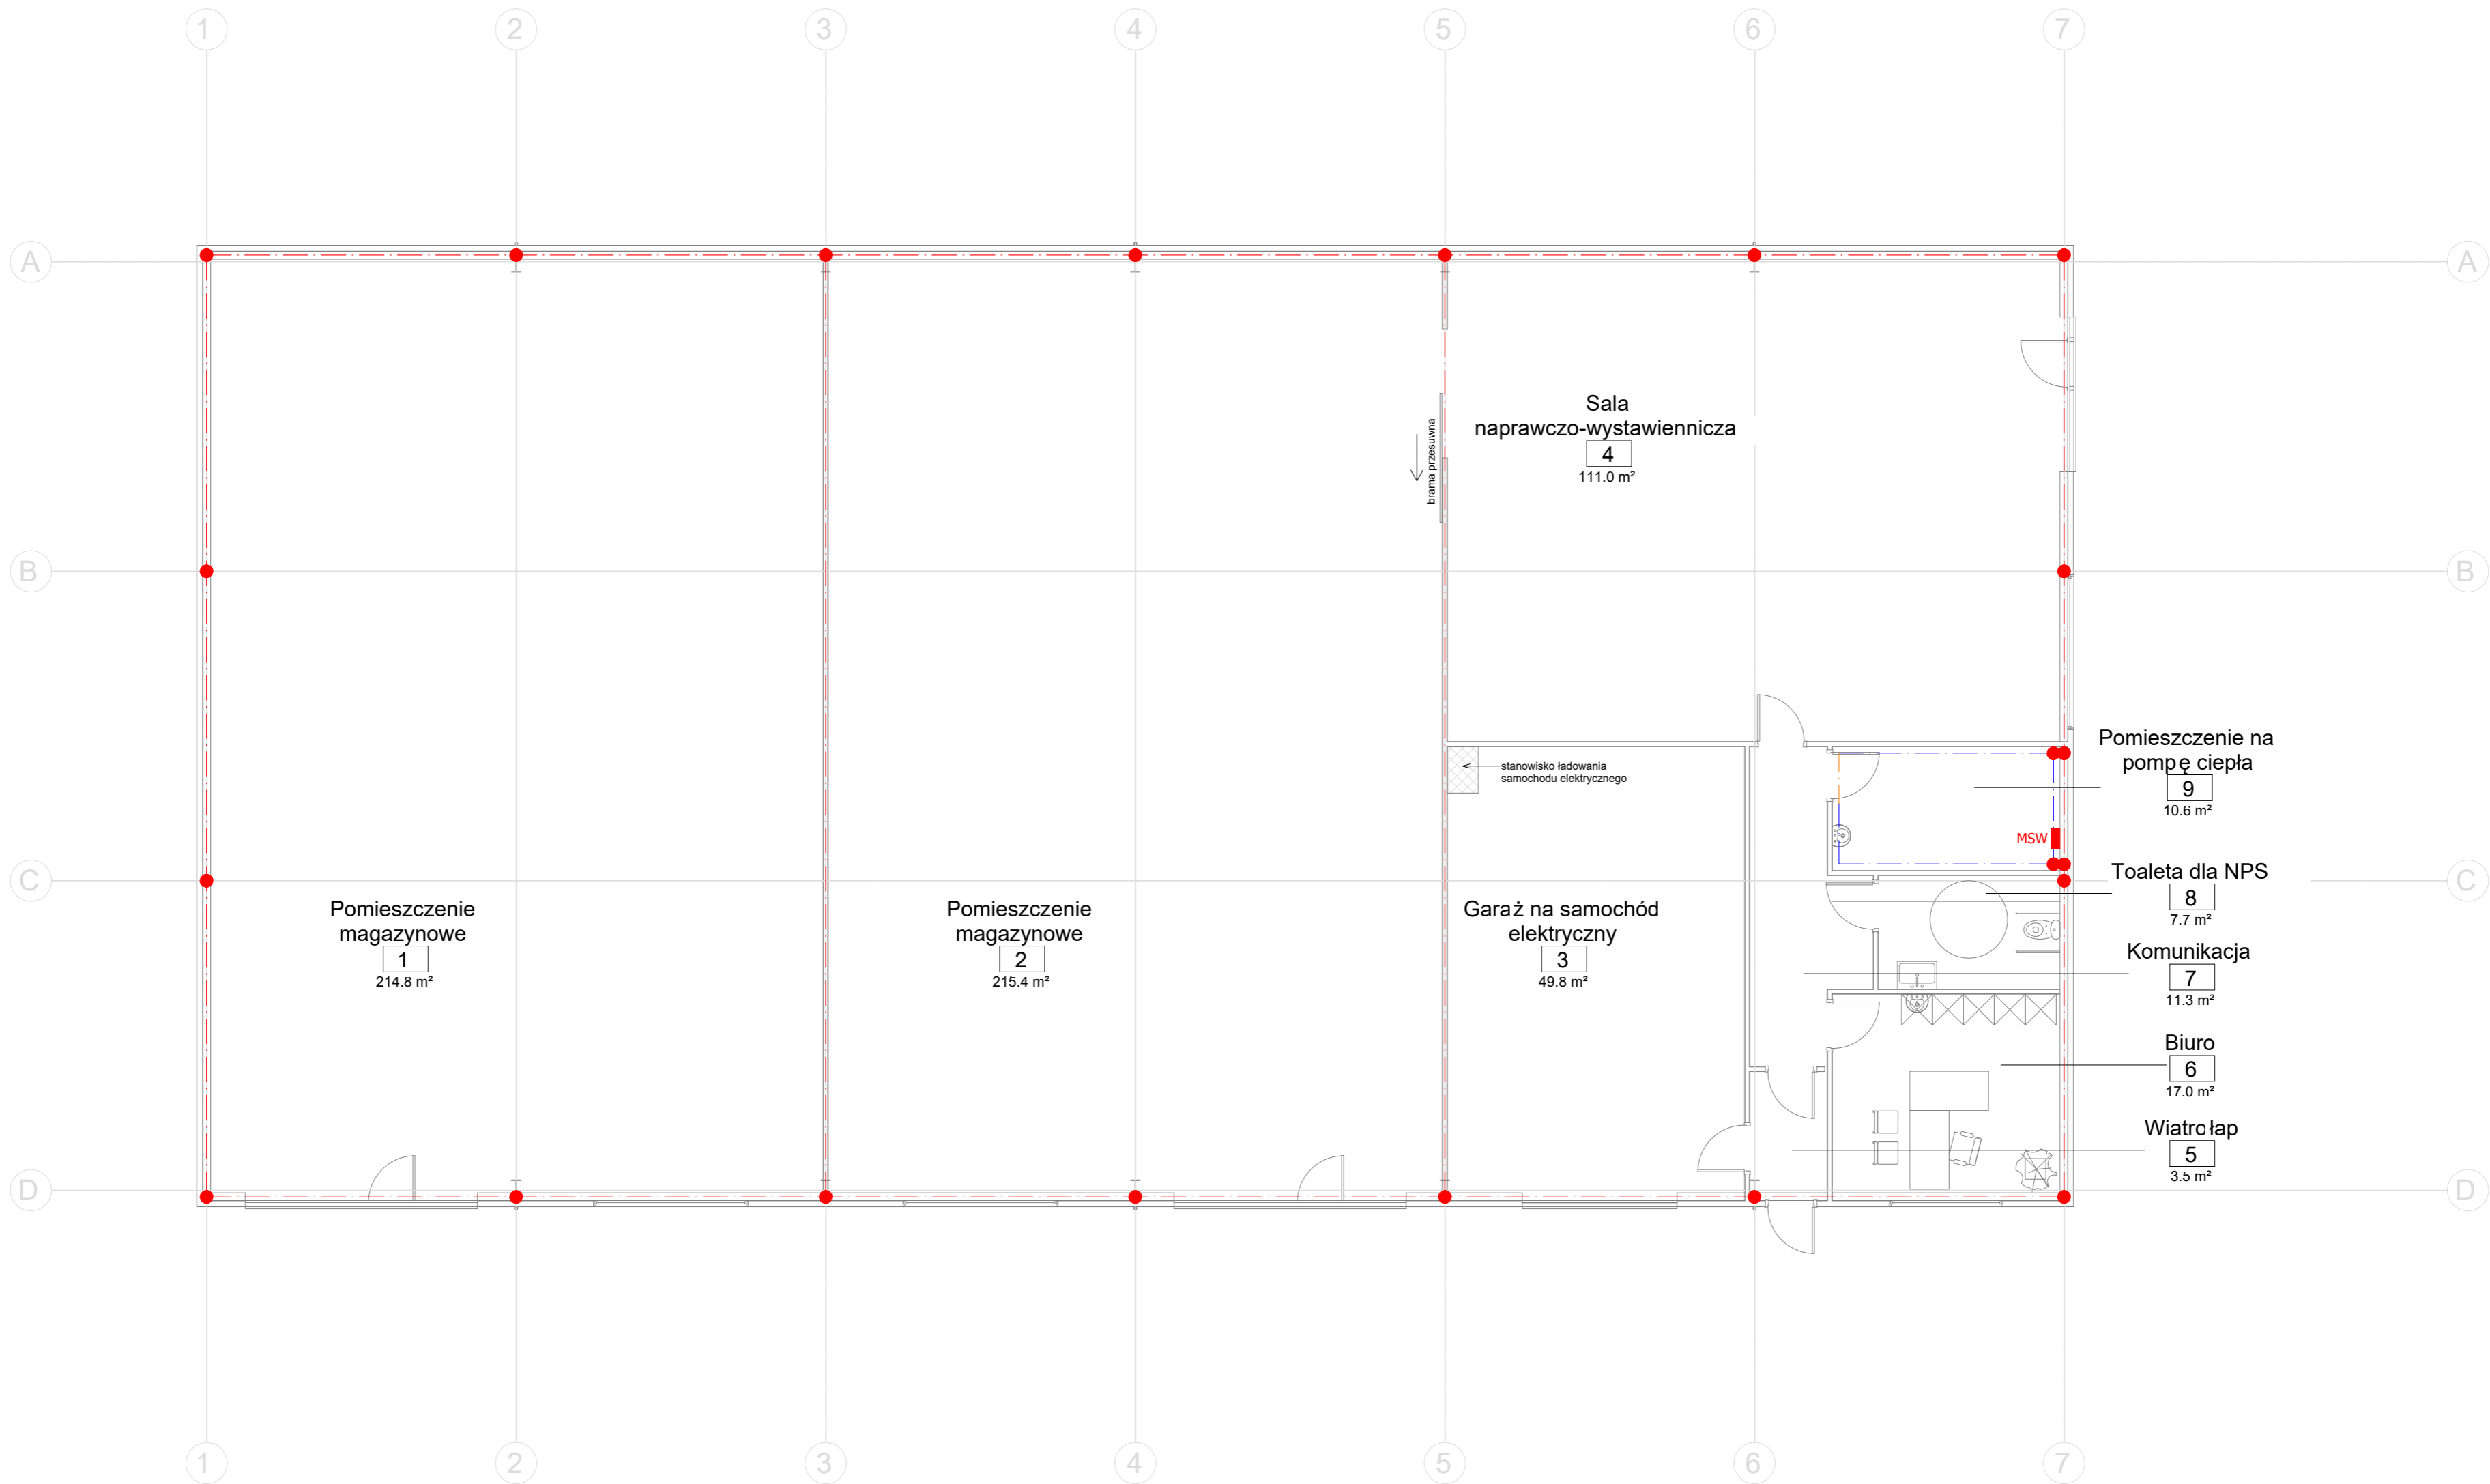 1 2 3 4 5 6 7
A A
Sala
naprawczo-wystawiennicza
4
111.0 m²
brama przesuwna
B B
Pomieszczenie na
pompę ciepła
9
10.6 m²
stanowisko ładowania
samochodu elektrycznego
MSW
C C
Toaleta dla NPS
8
7.7 m²
Pomieszczenie
magazynowe
1
214.8 m²
Pomieszczenie
magazynowe
2
215.4 m²
Garaż na samochód
elektryczny
3
49.8 m²
Komunikacja
7
11.3 m²
Biuro
6
17.0 m²
Wiatrołap
5
3.5 m²
D D
1 2 3 4 5 6 7